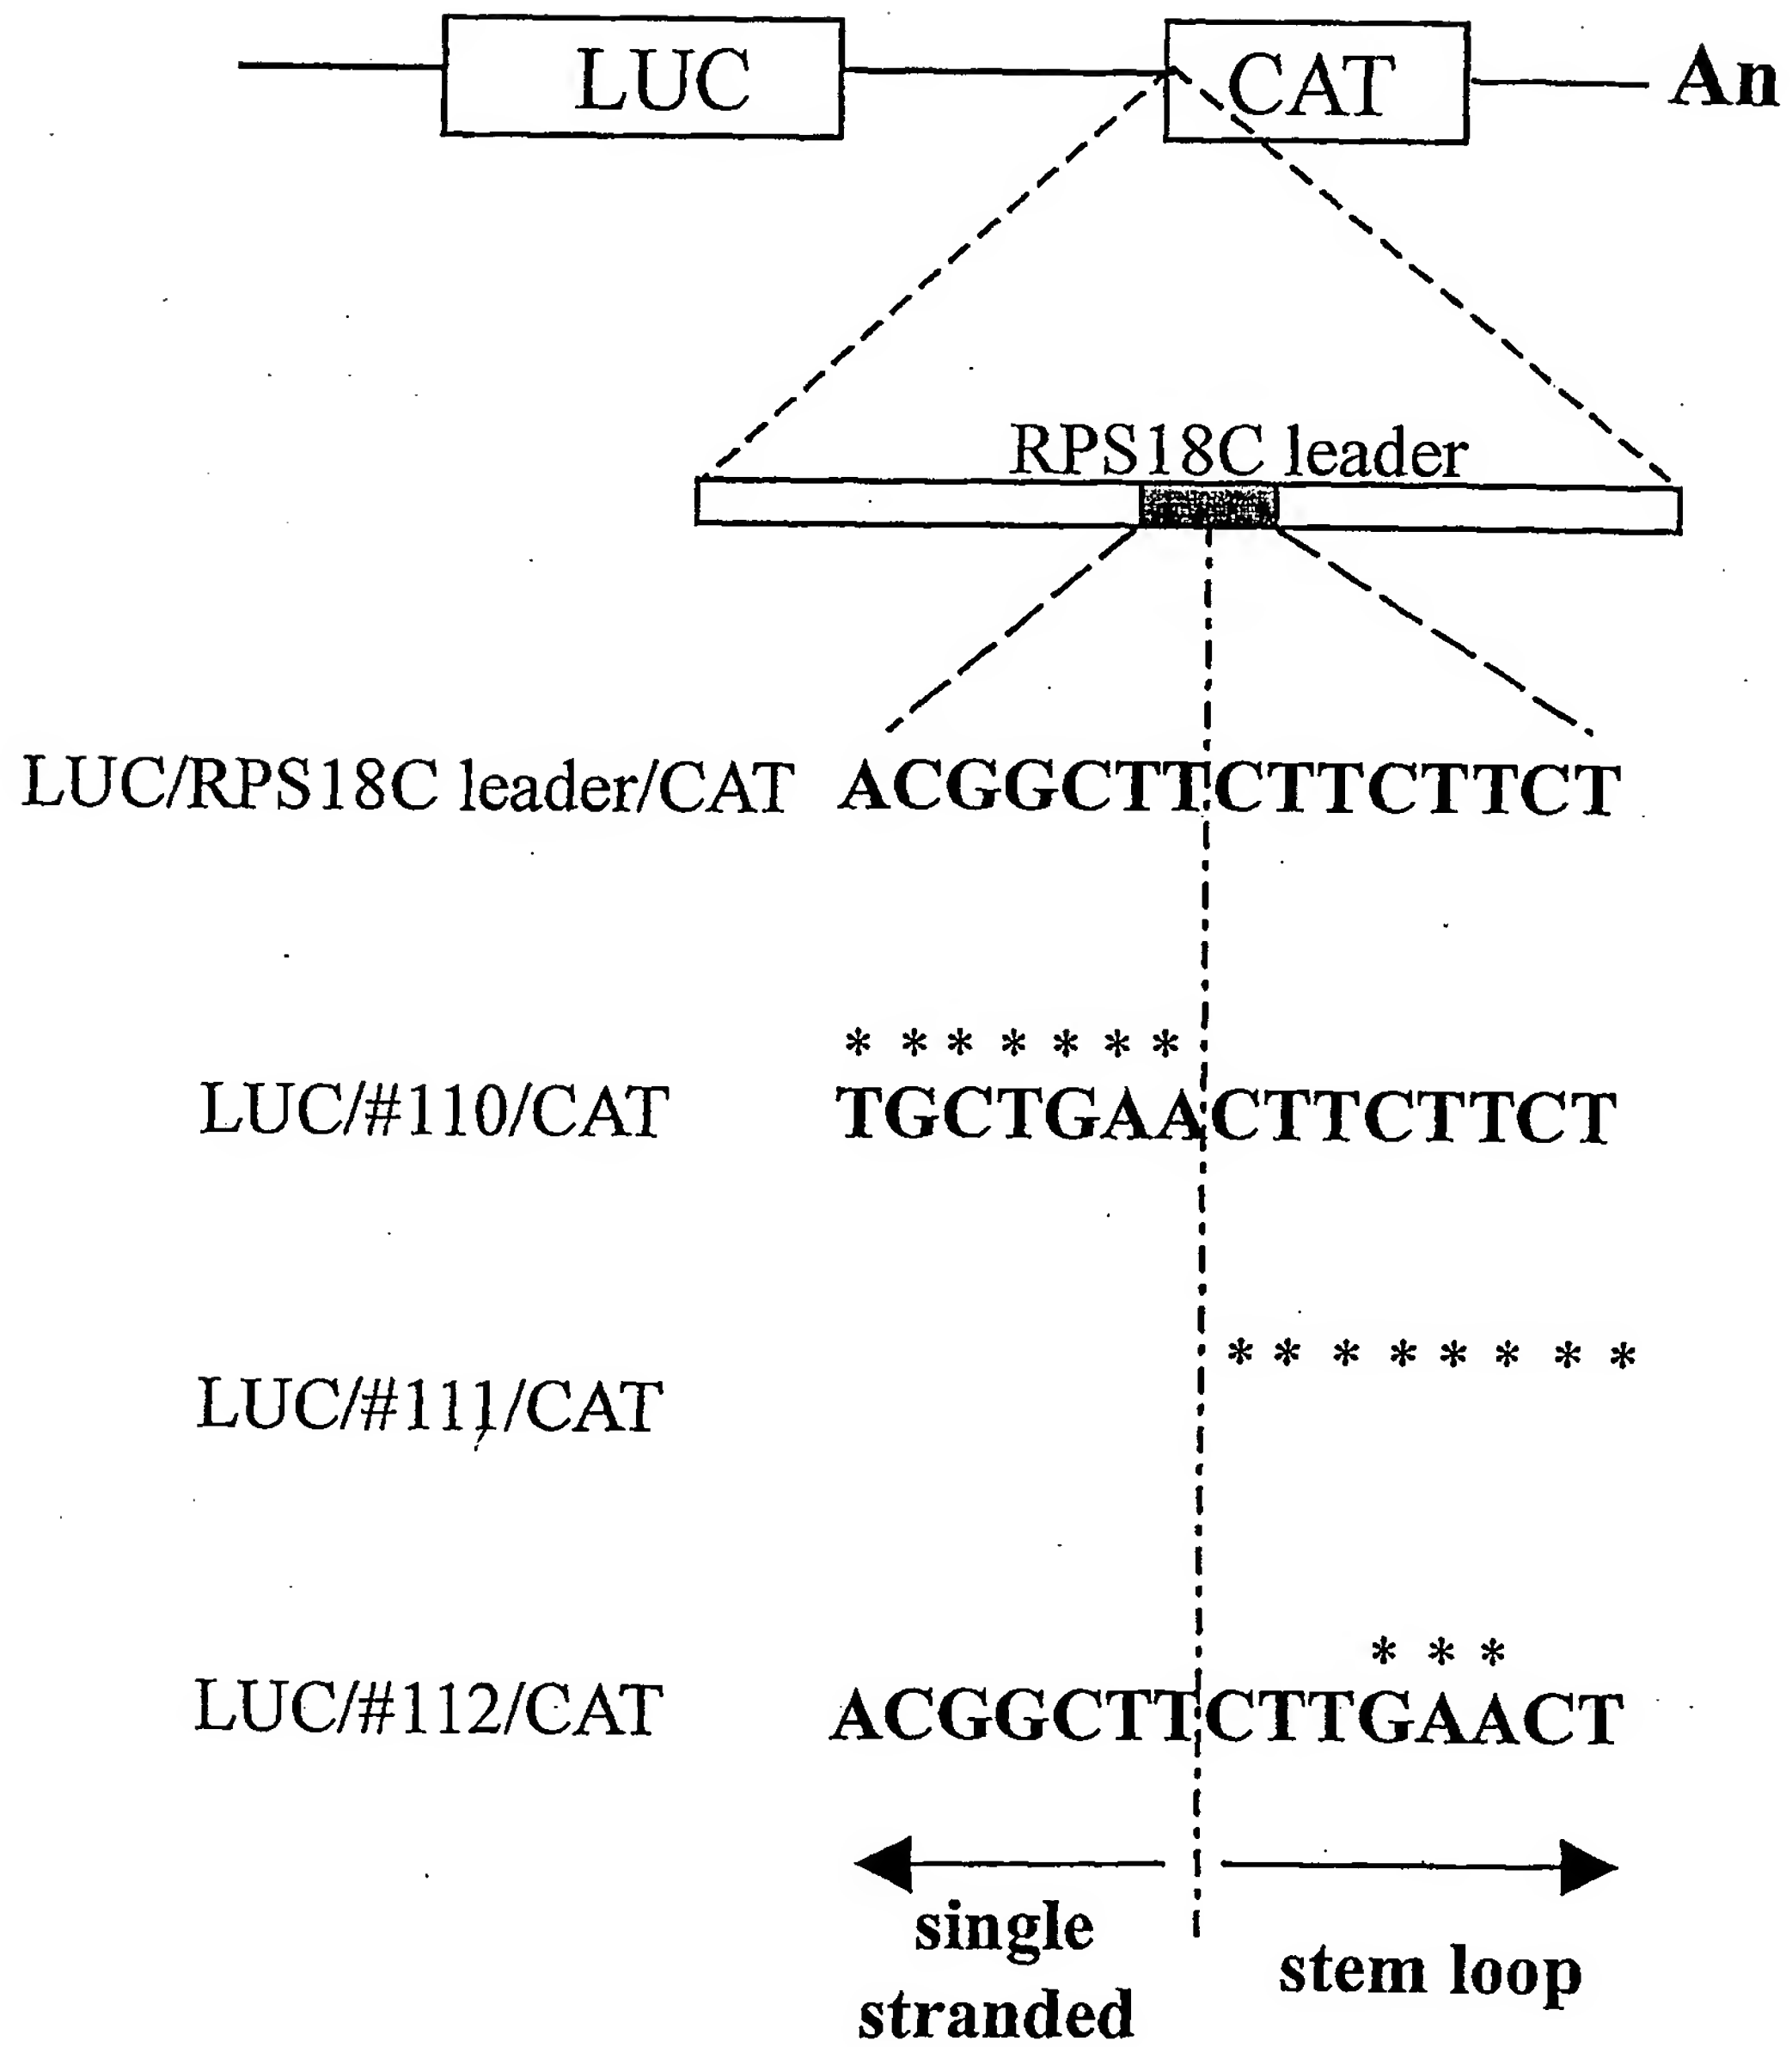 LUC CAT An
RPS18C leader
LUC/RPS18C leader/CAT ACGGCTTCTTCTTCT
* * * * * * *
LUC/#110/CAT TGCTGAACTTCTTCT
* * * * * * * *
LUC/#111/CAT
* * *
LUC/#112/CAT ACGGCTTCTTGAACT
single
stranded
stem loop